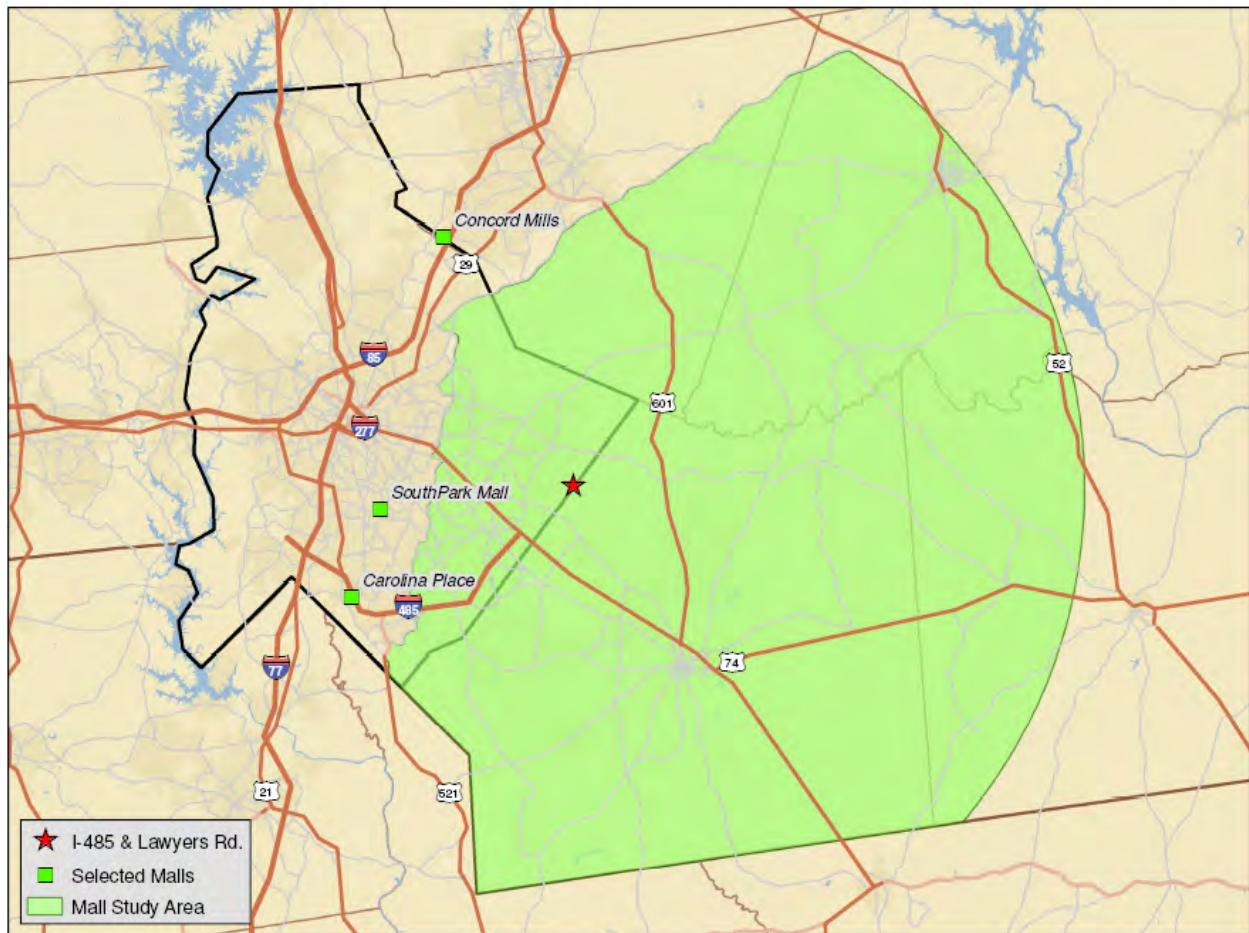 Concord Mills
29
85
52
601
277
SouthPark Mall
Carolina Place
485
74
77
21
521
I-485 & Lawyers Rd.
Selected Malls
Mall Study Area